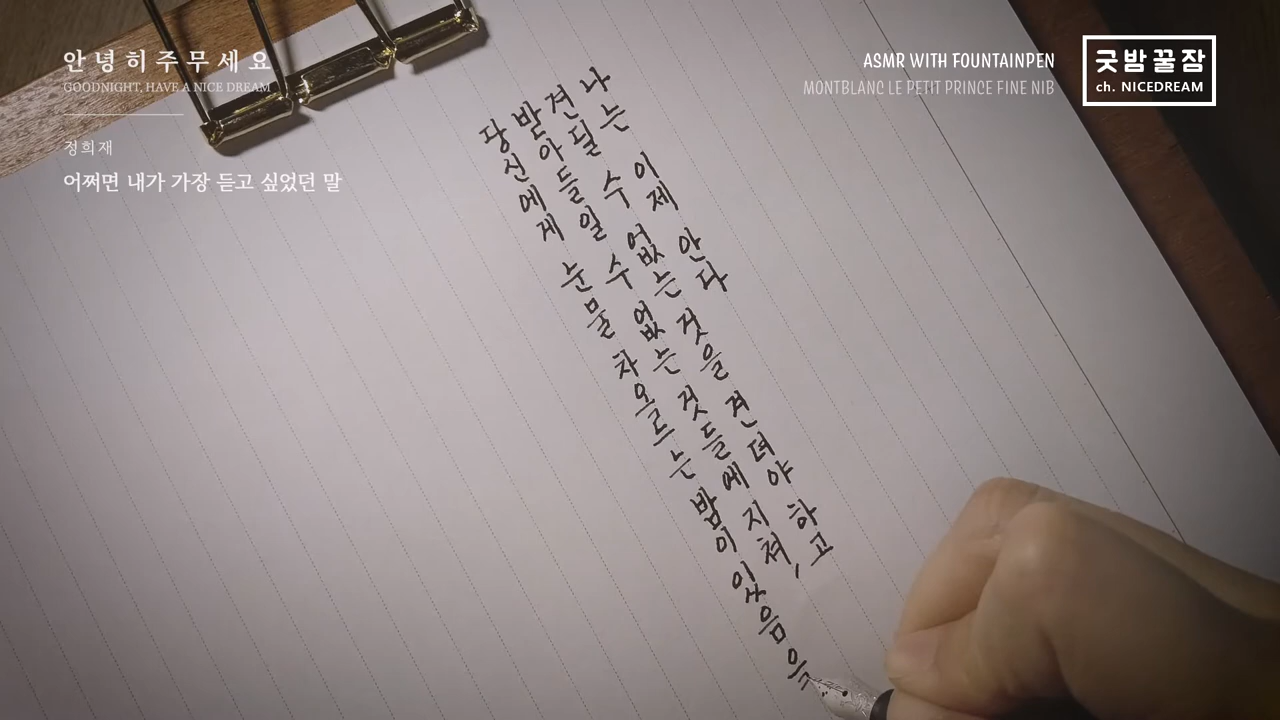 안녕히주무세요
GOODNIGHT, HAVE A NICE DREAM
정희재
어쩌면 내가 가장 듣고 싶었던 말
ASMR WITH FOUNTAINPEN
MONTBLANC LE PETIT PRINCE FINE NIB
굿밤꿀잠
ch. NICEDREAM
나는 이제 안다
견딜 수 없는 것을 견뎌야 하고
받아들일 수 없는 것들에 지쳐,
당신에게 눈물 차오르는 밤이 있음을